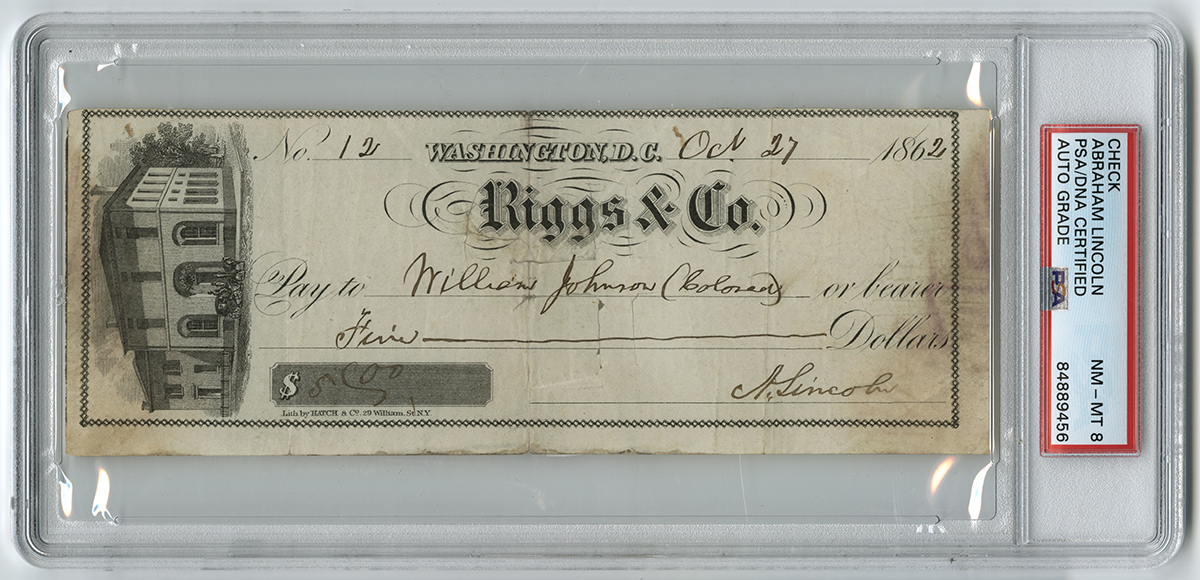 No. 12 WASHINGTON, D.C. Oct 27 1862
Riggs & Co.
Pay to William Johnson (Colored) or bearer
Five Dollars
$ 5 00
A. Lincoln
Lith by HATCH & Co. 29 William, St. N.Y.
CHECK
ABRAHAM LINCOLN
PSA/DNA CERTIFIED
AUTO GRADE
PSA
NM – MT 8
84889456